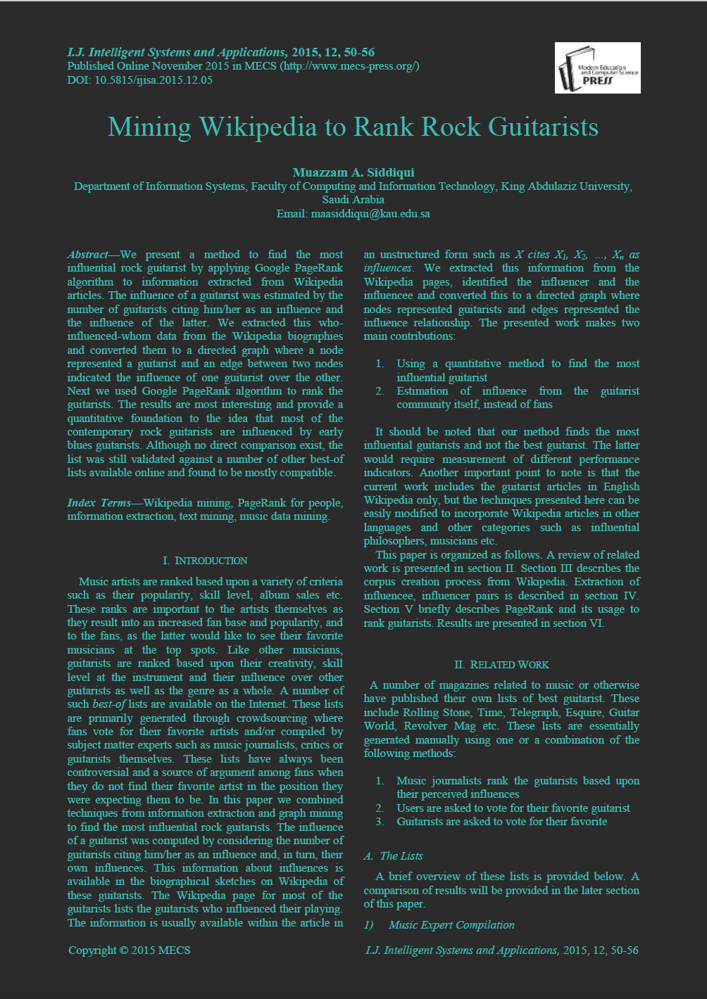 I.J. Intelligent Systems and Applications, 2015, 12, 50-56
Published Online November 2015 in MECS (http://www.mecs-press.org/)
DOI: 10.5815/ijisa.2015.12.05
Modern Education
and Computer Science
PRESS
Mining Wikipedia to Rank Rock Guitarists
Muazzam A. Siddiqui
Department of Information Systems, Faculty of Computing and Information Technology, King Abdulaziz University,
Saudi Arabia
Email: maasiddiqui@kau.edu.sa
Abstract—We present a method to find the most
influential rock guitarist by applying Google PageRank
algorithm to information extracted from Wikipedia
articles. The influence of a guitarist was estimated by the
number of guitarists citing him/her as an influence and
the influence of the latter. We extracted this who-
influenced-whom data from the Wikipedia biographies
and converted them to a directed graph where a node
represented a guitarist and an edge between two nodes
indicated the influence of one guitarist over the other.
Next we used Google PageRank algorithm to rank the
guitarists. The results are most interesting and provide a
quantitative foundation to the idea that most of the
contemporary rock guitarists are influenced by early
blues guitarists. Although no direct comparison exist, the
list was still validated against a number of other best-of
lists available online and found to be mostly compatible.
Index Terms—Wikipedia mining, PageRank for people,
information extraction, text mining, music data mining.
I. INTRODUCTION
Music artists are ranked based upon a variety of criteria
such as their popularity, skill level, album sales etc.
These ranks are important to the artists themselves as
they result into an increased fan base and popularity, and
to the fans, as the latter would like to see their favorite
musicians at the top spots. Like other musicians,
guitarists are ranked based upon their creativity, skill
level at the instrument and their influence over other
guitarists as well as the genre as a whole. A number of
such best-of lists are available on the Internet. These lists
are primarily generated through crowdsourcing where
fans vote for their favorite artists and/or compiled by
subject matter experts such as music journalists, critics or
guitarists themselves. These lists have always been
controversial and a source of argument among fans when
they do not find their favorite artist in the position they
were expecting them to be. In this paper we combined
techniques from information extraction and graph mining
to find the most influential rock guitarists. The influence
of a guitarist was computed by considering the number of
guitarists citing him/her as an influence and, in turn, their
own influences. This information about influences is
available in the biographical sketches on Wikipedia of
these guitarists. The Wikipedia page for most of the
guitarists lists the guitarists who influenced their playing.
The information is usually available within the article in
an unstructured form such as X cites X1, X2, ..., Xn as
influences. We extracted this information from the
Wikipedia pages, identified the influencer and the
influencee and converted this to a directed graph where
nodes represented guitarists and edges represented the
influence relationship. The presented work makes two
main contributions:
1. Using a quantitative method to find the most
influential guitarist
2. Estimation of influence from the guitarist
community itself, instead of fans
It should be noted that our method finds the most
influential guitarists and not the best guitarist. The latter
would require measurement of different performance
indicators. Another important point to note is that the
current work includes the guitarist articles in English
Wikipedia only, but the techniques presented here can be
easily modified to incorporate Wikipedia articles in other
languages and other categories such as influential
philosophers, musicians etc.
This paper is organized as follows. A review of related
work is presented in section II. Section III describes the
corpus creation process from Wikipedia. Extraction of
influencee, influencer pairs is described in section IV.
Section V briefly describes PageRank and its usage to
rank guitarists. Results are presented in section VI.
II. RELATED WORK
A number of magazines related to music or otherwise
have published their own lists of best guitarist. These
include Rolling Stone, Time, Telegraph, Esquire, Guitar
World, Revolver Mag etc. These lists are essentially
generated manually using one or a combination of the
following methods:
1. Music journalists rank the guitarists based upon
their perceived influences
2. Users are asked to vote for their favorite guitarist
3. Guitarists are asked to vote for their favorite
A. The Lists
A brief overview of these lists is provided below. A
comparison of results will be provided in the later section
of this paper.
1) Music Expert Compilation
Copyright © 2015 MECS
I.J. Intelligent Systems and Applications, 2015, 12, 50-56